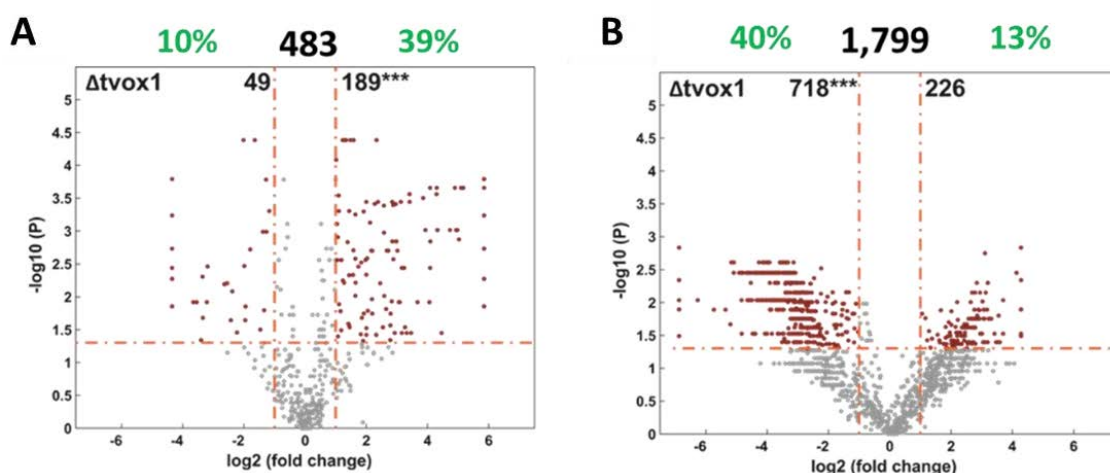 A
10% 483 39%
Δtvox1 49 189***
5
4.5
4
3.5
3
2.5
2
1.5
1
0.5
0
-log10 (P)
-6 -4 -2 0 2 4 6
log2 (fold change)
B
40% 1,799 13%
Δtvox1 718*** 226
5
4.5
4
3.5
3
2.5
2
1.5
1
0.5
0
-log10 (P)
-6 -4 -2 0 2 4 6
log2 (fold change)